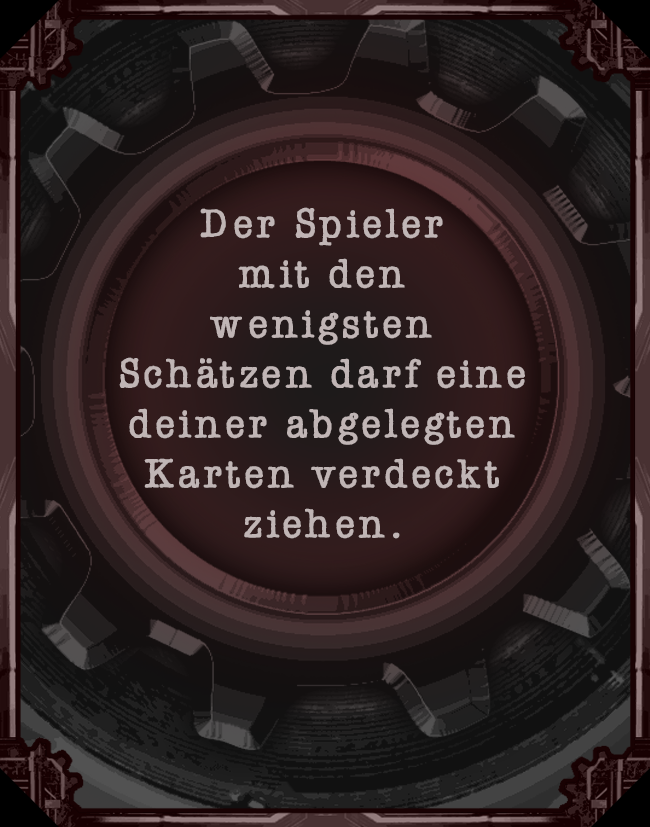 Der Spieler
mit den
wenigsten
Schätzen darf eine
deiner abgelegten
Karten verdeckt
ziehen.